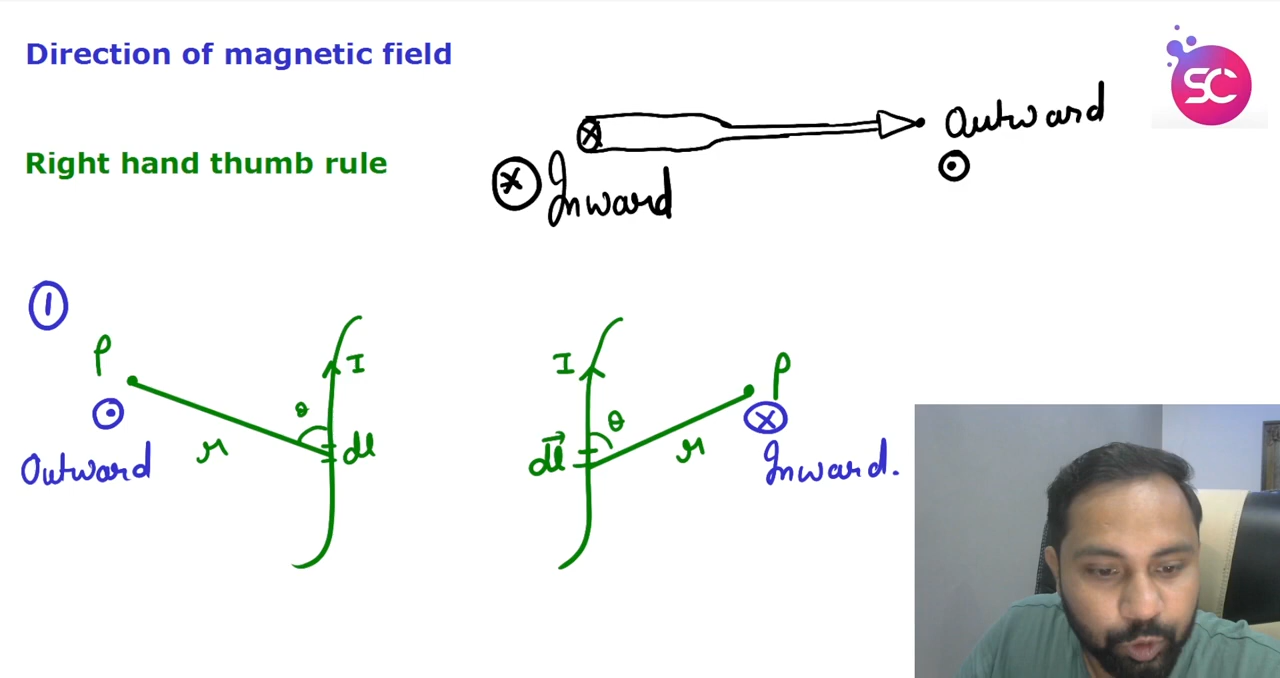 Direction of magnetic field
SC
Outward
Right hand thumb rule
Inward
1
P
I
I
P
θ
θ
r
dl
dl
r
Outward
Inward.